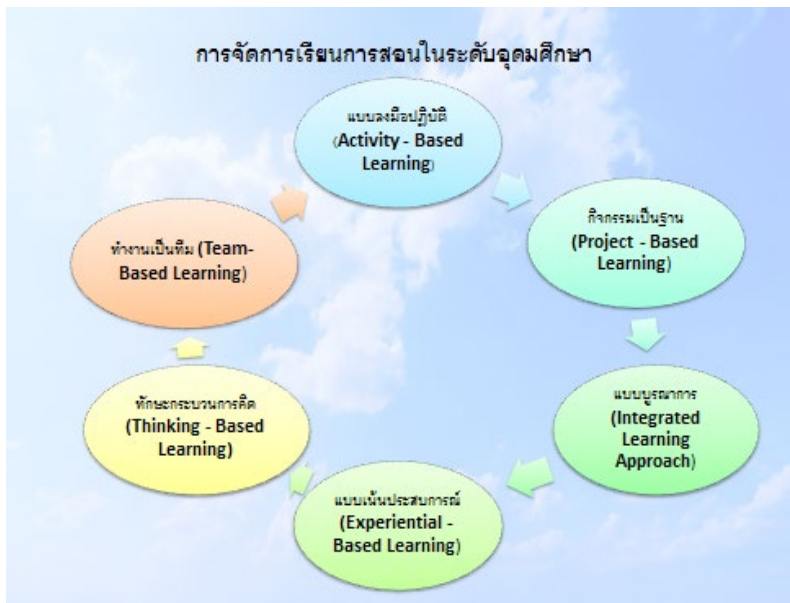 การจัดการเรียนการสอนในระดับอุดมศึกษา
แบบลงมือปฏิบัติ
(Activity - Based
Learning)
กิจกรรมเป็นฐาน
(Project - Based
Learning)
แบบบูรณาการ
(Integrated
Learning
Approach)
แบบเน้นประสบการณ์
(Experiential -
Based Learning)
ทักษะกระบวนการคิด
(Thinking - Based
Learning)
ทำงานเป็นทีม (Team-
Based Learning)